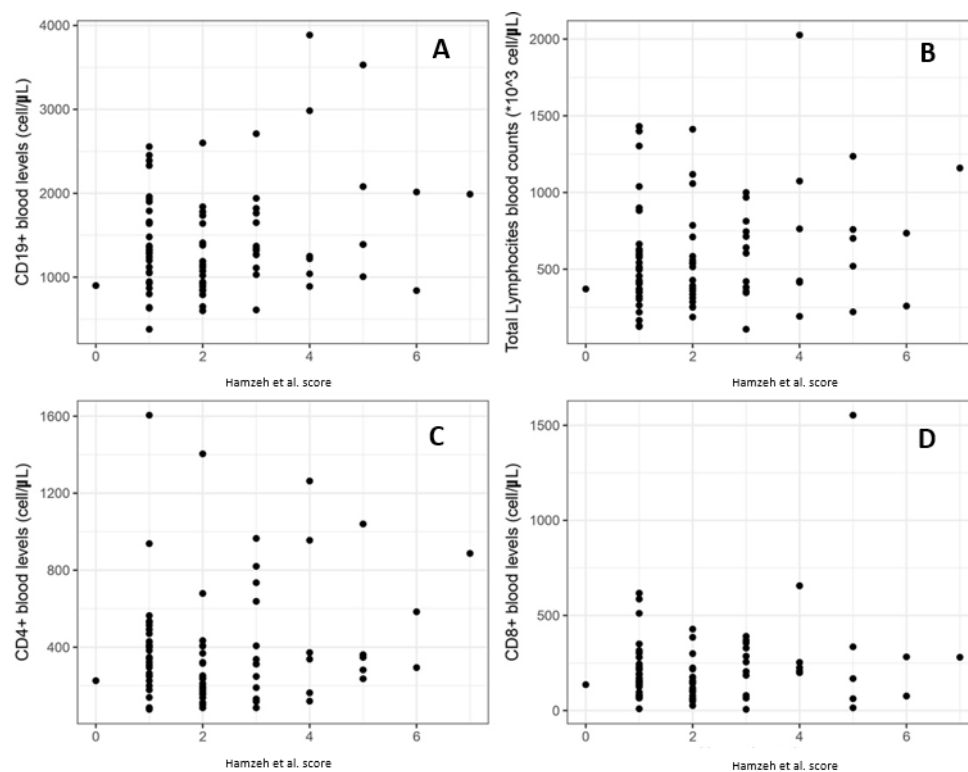 A
CD19+ blood levels (cell/µL)
4000
3000
2000
1000
0 2 4 6
Hamzeh et al. score
B
Total Lymphocites blood counts (*10^3 cell/µL)
2000
1500
1000
500
0 2 4 6
Hamzeh et al. score
C
CD4+ blood levels (cell/µL)
1600
1200
800
400
0 2 4 6
Hamzeh et al. score
D
CD8+ blood levels (cell/µL)
1500
1000
500
0
0 2 4 6
Hamzeh et al. score